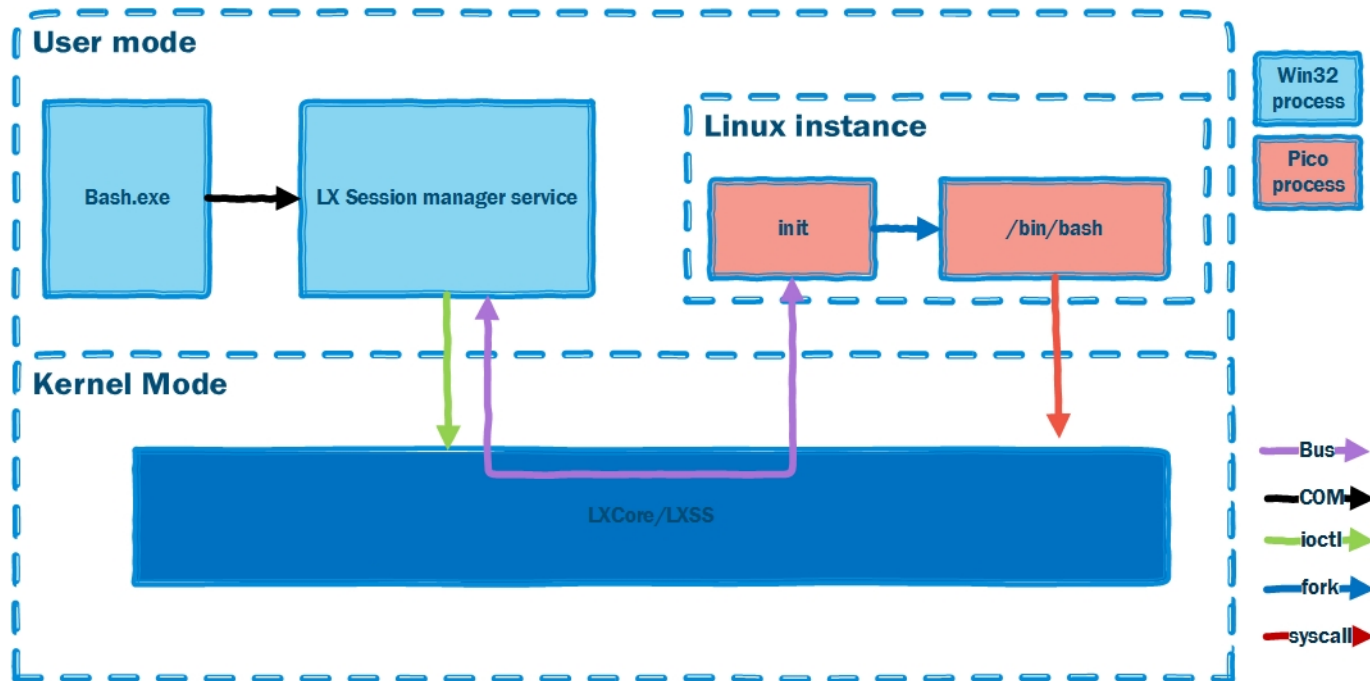 User mode
Win32
process
Linux instance
Pico
process
Bash.exe
LX Session manager service
init
/bin/bash
Kernel Mode
Bus
COM
LXCore/LXSS
ioctl
fork
syscall